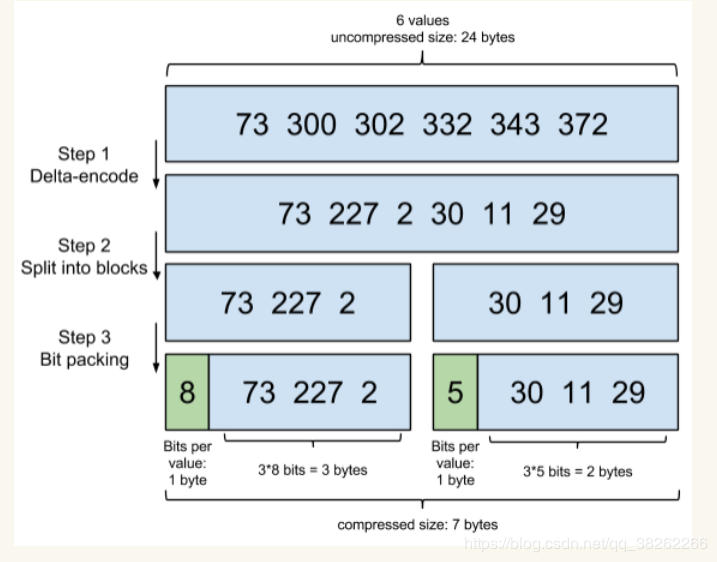 6 values
uncompressed size: 24 bytes
73 300 302 332 343 372
Step 1
Delta-encode
73 227 2 30 11 29
Step 2
Split into blocks
73 227 2
30 11 29
Step 3
Bit packing
8
73 227 2
5
30 11 29
Bits per
value:
1 byte
3*8 bits = 3 bytes
Bits per
value:
1 byte
3*5 bits = 2 bytes
compressed size: 7 bytes
https://blog.csdn.net/qq_38262266